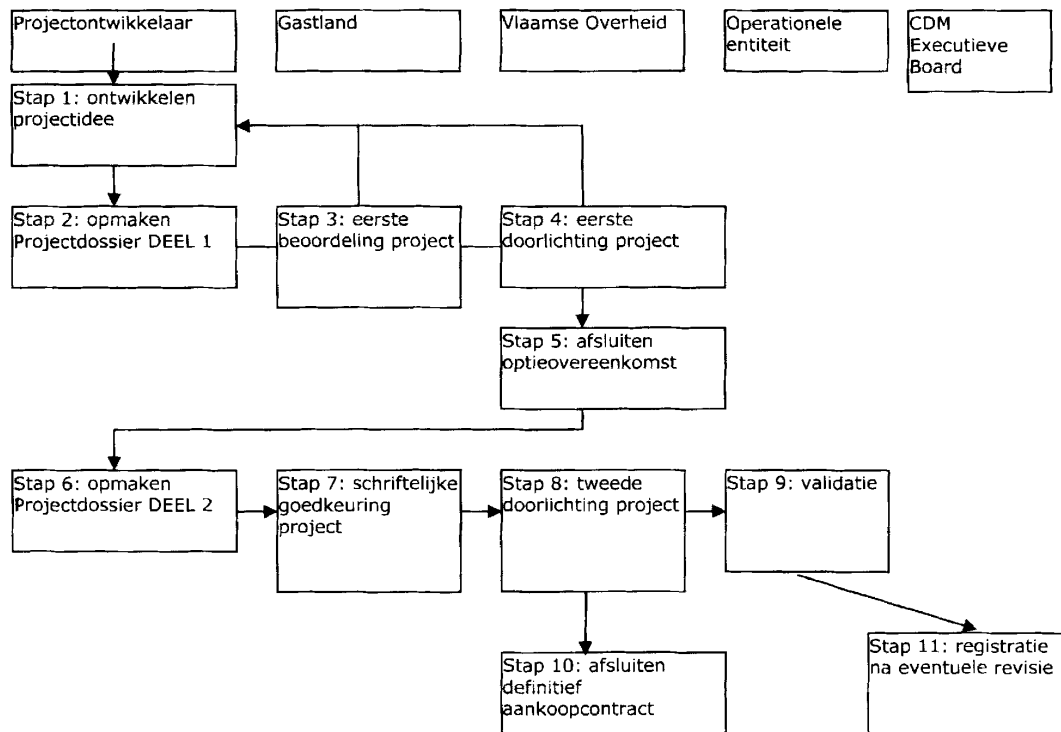 Projectontwikkelaar
Gastland
Vlaamse Overheid
Operationele
entiteit
CDM
Executieve
Board
Stap 1: ontwikkelen
projectidee
Stap 2: opmaken
Projectdossier DEEL 1
Stap 3: eerste
beoordeling project
Stap 4: eerste
doorlichting project
Stap 5: afsluiten
optieovereenkomst
Stap 6: opmaken
Projectdossier DEEL 2
Stap 7: schriftelijke
goedkeuring
project
Stap 8: tweede
doorlichting project
Stap 9: validatie
Stap 10: afsluiten
definitief
aankoopcontract
Stap 11: registratie
na eventuele revisie